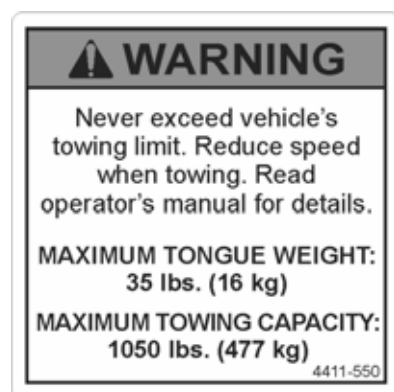 WARNING
Never exceed vehicle's
towing limit. Reduce speed
when towing. Read
operator's manual for details.
MAXIMUM TONGUE WEIGHT:
35 lbs. (16 kg)
MAXIMUM TOWING CAPACITY:
1050 lbs. (477 kg)
4411-550